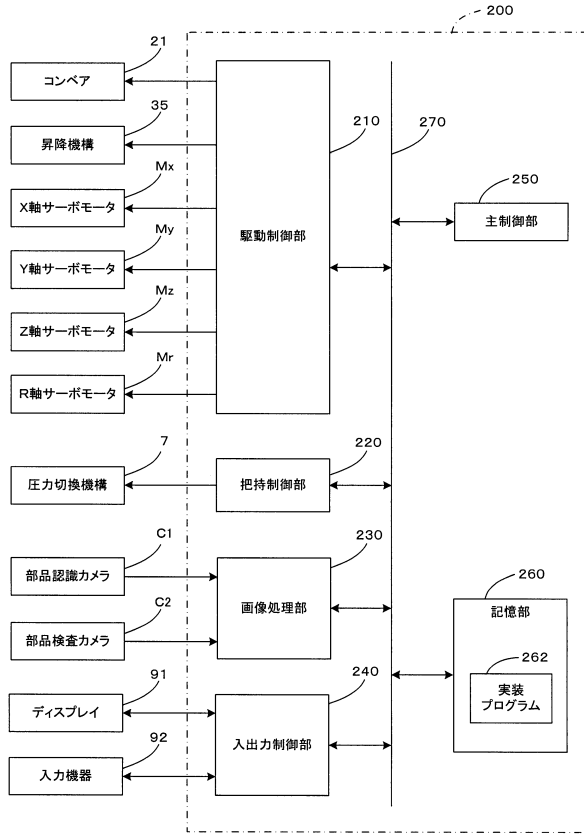 200
21
コンベア
35
昇降機構
210
270
Mx
X軸サーボモータ
250
主制御部
駆動制御部
My
Y軸サーボモータ
Mz
Z軸サーボモータ
Mr
R軸サーボモータ
7
圧力切換機構
220
把持制御部
C1
部品認識カメラ
230
画像処理部
260
記憶部
C2
部品検査カメラ
262
実装
プログラム
91
ディスプレイ
240
入出力制御部
92
入力機器